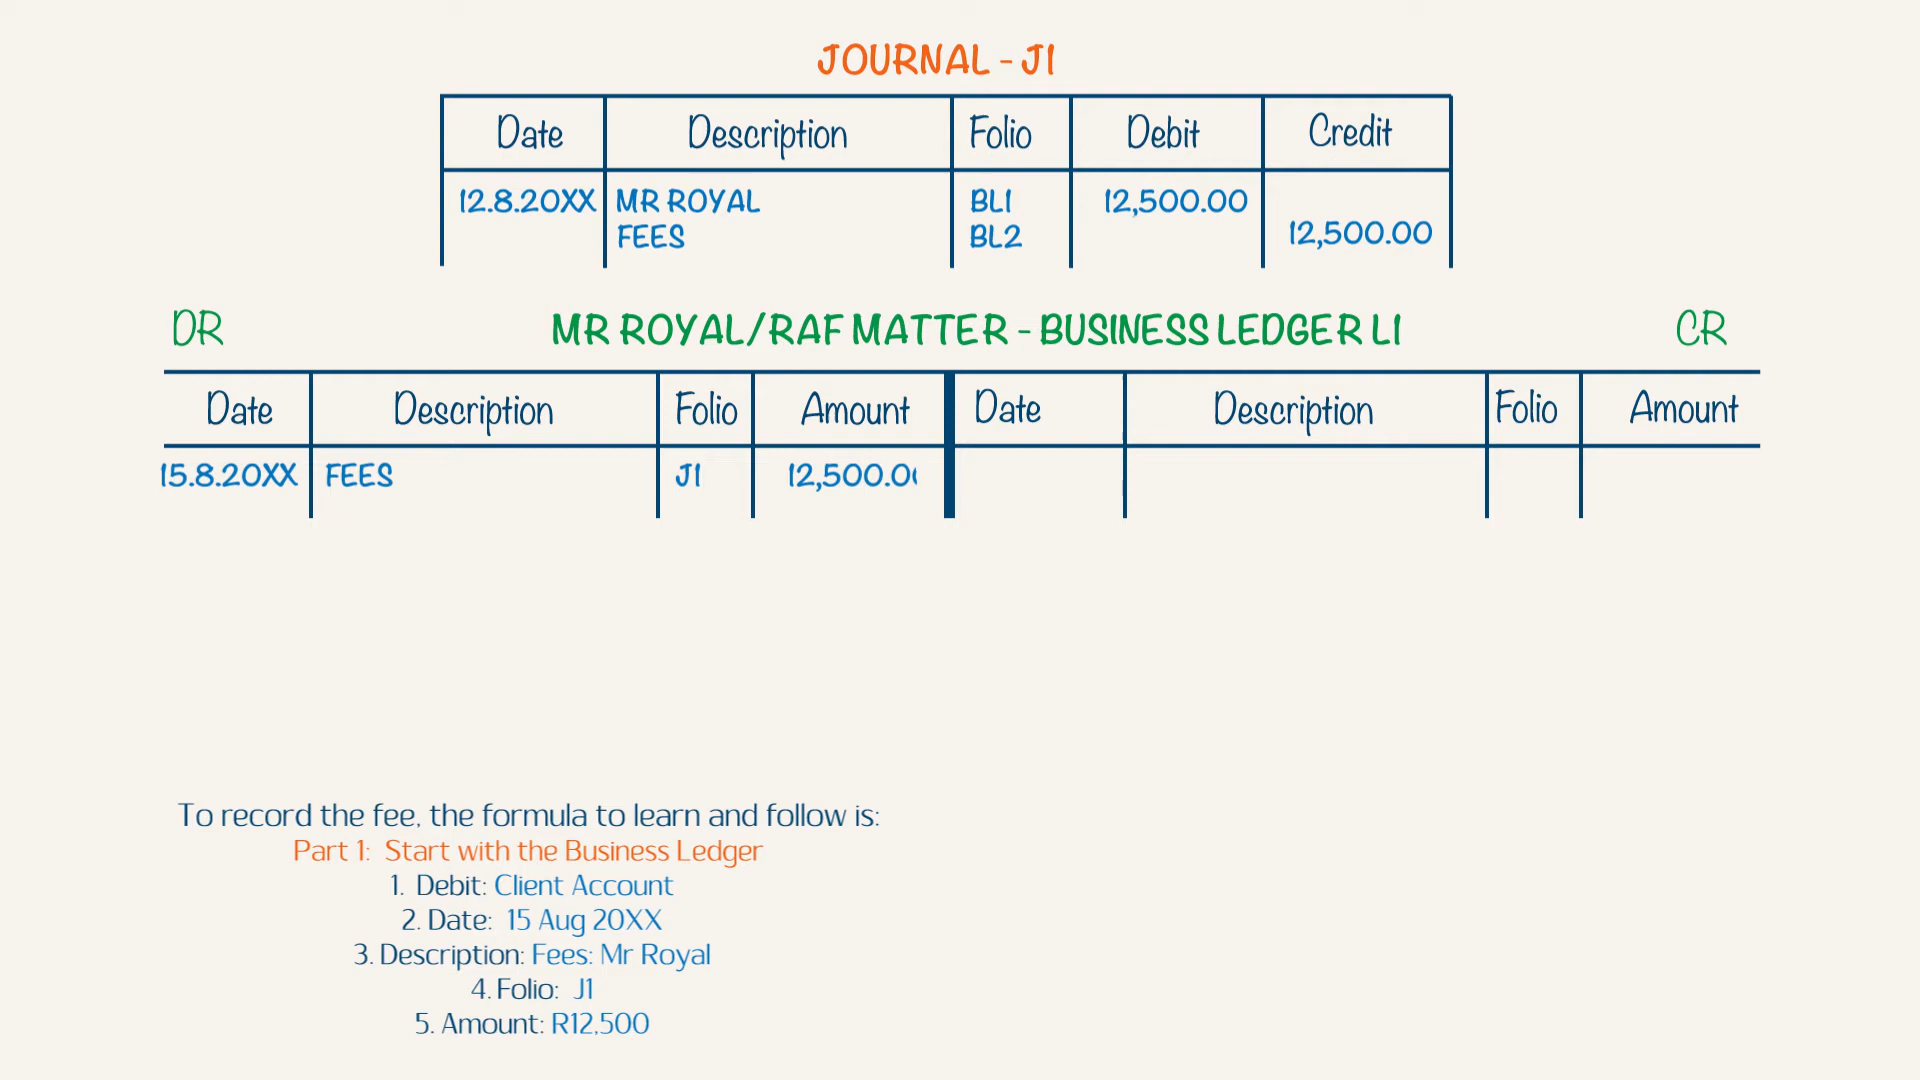 JOURNAL - J1
Date Description Folio Debit Credit
12.8.20XX MR ROYAL BL1 12,500.00
FEES BL2 12,500.00
DR MR ROYAL/RAF MATTER - BUSINESS LEDGER L1 CR
Date Description Folio Amount Date Description Folio Amount
15.8.20XX FEES J1 12,500.0
To record the fee, the formula to learn and follow is:
Part 1: Start with the Business Ledger
1. Debit: Client Account
2. Date: 15 Aug 20XX
3. Description: Fees: Mr Royal
4. Folio: J1
5. Amount: R12,500